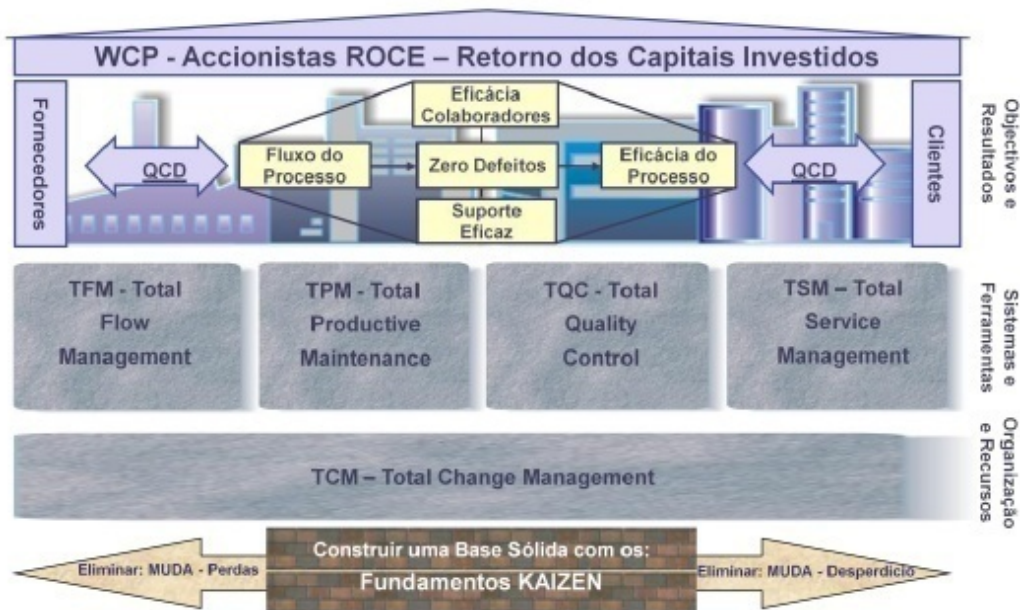 WCP - Accionistas ROCE – Retorno dos Capitais Investidos
Fornecedores
QCD
Eficácia
Colaboradores
Fluxo do
Processo
Zero Defeitos
Eficácia do
Processo
Suporte
Eficaz
QCD
Clientes
Objectivos e
Resultados
TFM - Total
Flow
Management
TPM - Total
Productive
Maintenance
TQC - Total
Quality
Control
TSM – Total
Service
Management
Sistemas e
Ferramentas
TCM – Total Change Management
Organização
e Recursos
Eliminar: MUDA - Perdas
Construir uma Base Sólida com os:
Fundamentos KAIZEN
Eliminar: MUDA - Desperdicio